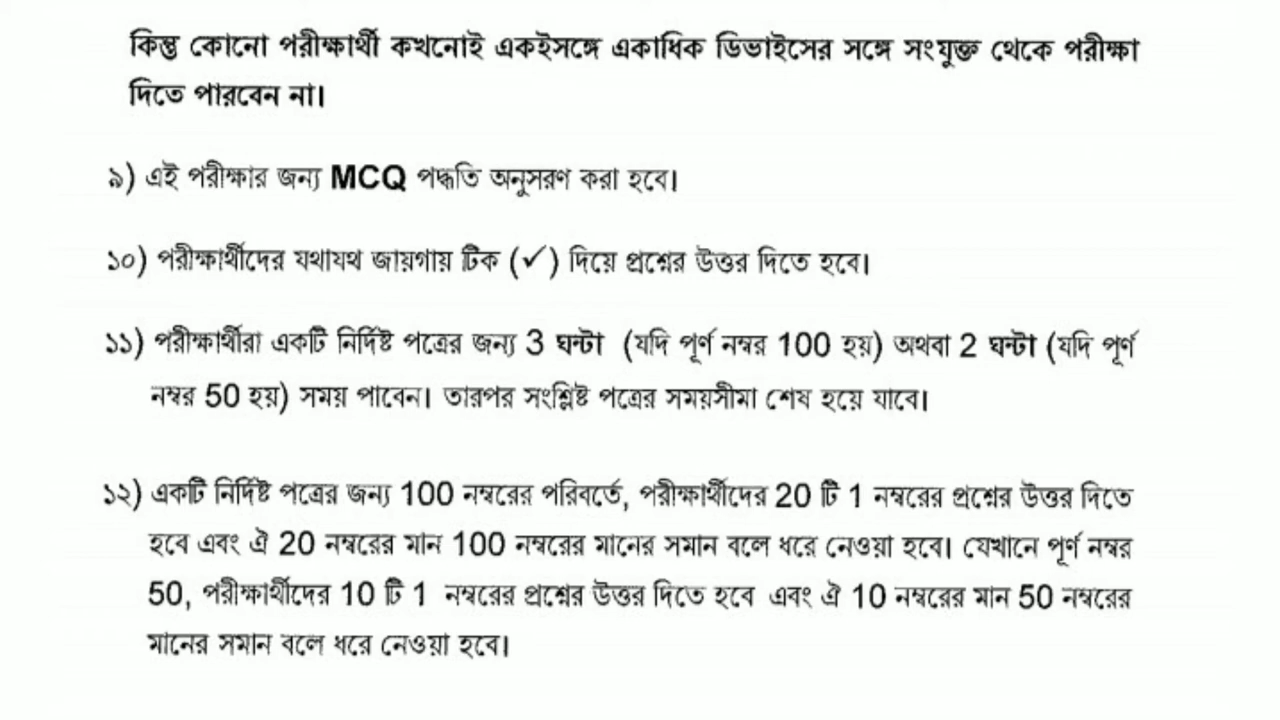 কিন্তু কোনো পরীক্ষার্থী কখনোই একইসঙ্গে একাধিক ডিভাইসের সঙ্গে সংযুক্ত থেকে পরীক্ষা
দিতে পারবেন না।
৯) এই পরীক্ষার জন্য MCQ পদ্ধতি অনুসরণ করা হবে।
১০) পরীক্ষার্থীদের যথাযথ জায়গায় টিক (✓) দিয়ে প্রশ্নের উত্তর দিতে হবে।
১১) পরীক্ষার্থীরা একটি নির্দিষ্ট পত্রের জন্য 3 ঘন্টা (যদি পূর্ণ নম্বর 100 হয়) অথবা 2 ঘন্টা (যদি পূর্ণ
নম্বর 50 হয়) সময় পাবেন। তারপর সংশ্লিষ্ট পত্রের সময়সীমা শেষ হয়ে যাবে।
১২) একটি নির্দিষ্ট পত্রের জন্য 100 নম্বরের পরিবর্তে, পরীক্ষার্থীদের 20 টি 1 নম্বরের প্রশ্নের উত্তর দিতে
হবে এবং ঐ 20 নম্বরের মান 100 নম্বরের মানের সমান বলে ধরে নেওয়া হবে। যেখানে পূর্ণ নম্বর
50, পরীক্ষার্থীদের 10 টি 1 নম্বরের প্রশ্নের উত্তর দিতে হবে এবং ঐ 10 নম্বরের মান 50 নম্বরের
মানের সমান বলে ধরে নেওয়া হবে।